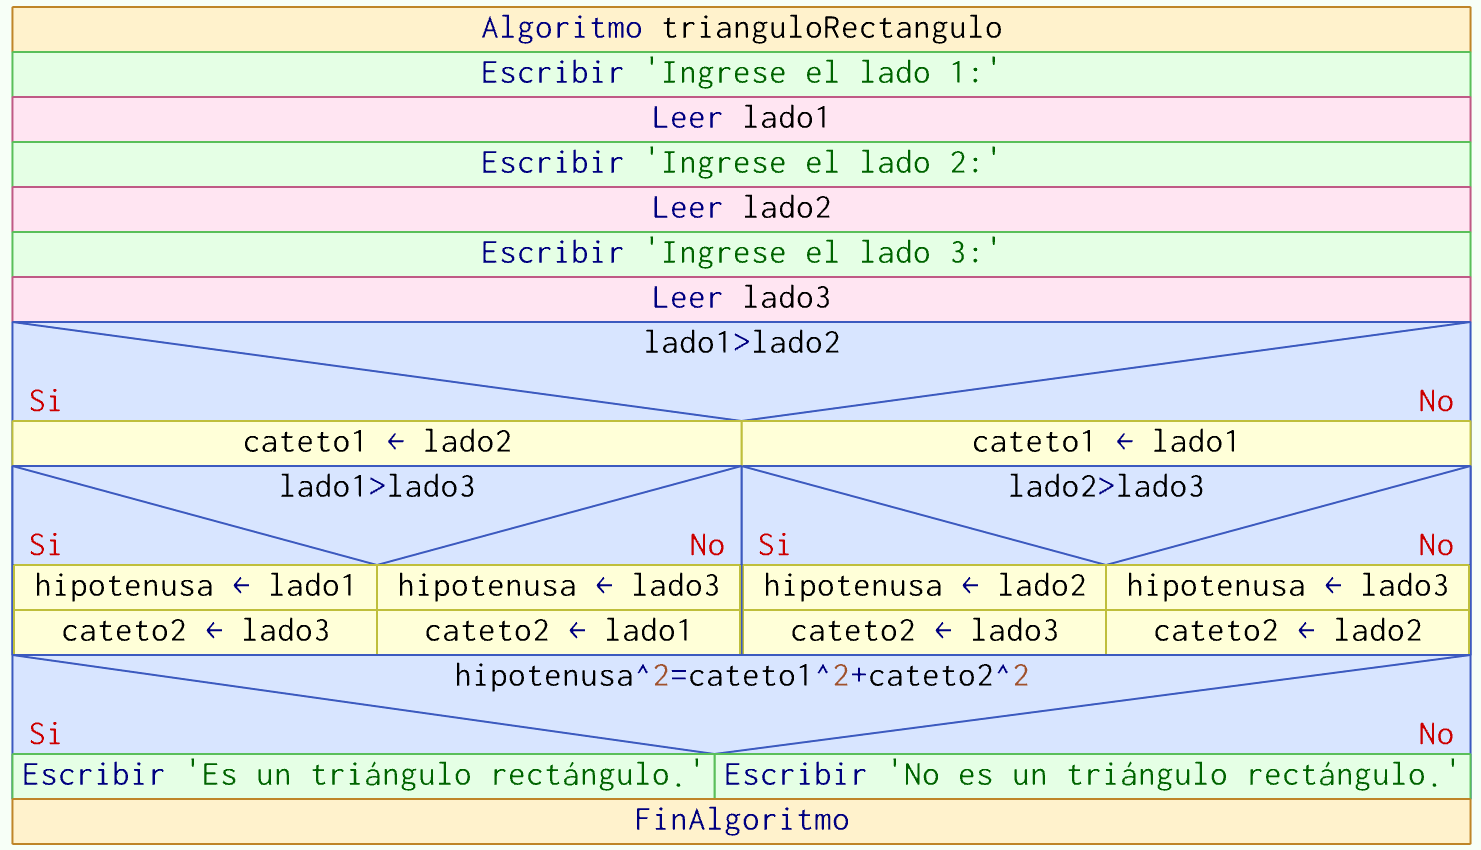 Algoritmo trianguloRectangulo
Escribir 'Ingrese el lado 1:'
Leer lado1
Escribir 'Ingrese el lado 2:'
Leer lado2
Escribir 'Ingrese el lado 3:'
Leer lado3
lado1>lado2
Si No
cateto1 ← lado2 cateto1 ← lado1
lado1>lado3 lado2>lado3
Si No Si No
hipotenusa ← lado1 hipotenusa ← lado3 hipotenusa ← lado2 hipotenusa ← lado3
cateto2 ← lado3 cateto2 ← lado1 cateto2 ← lado3 cateto2 ← lado2
hipotenusa^2=cateto1^2+cateto2^2
Si No
Escribir 'Es un triángulo rectángulo.' Escribir 'No es un triángulo rectángulo.'
FinAlgoritmo